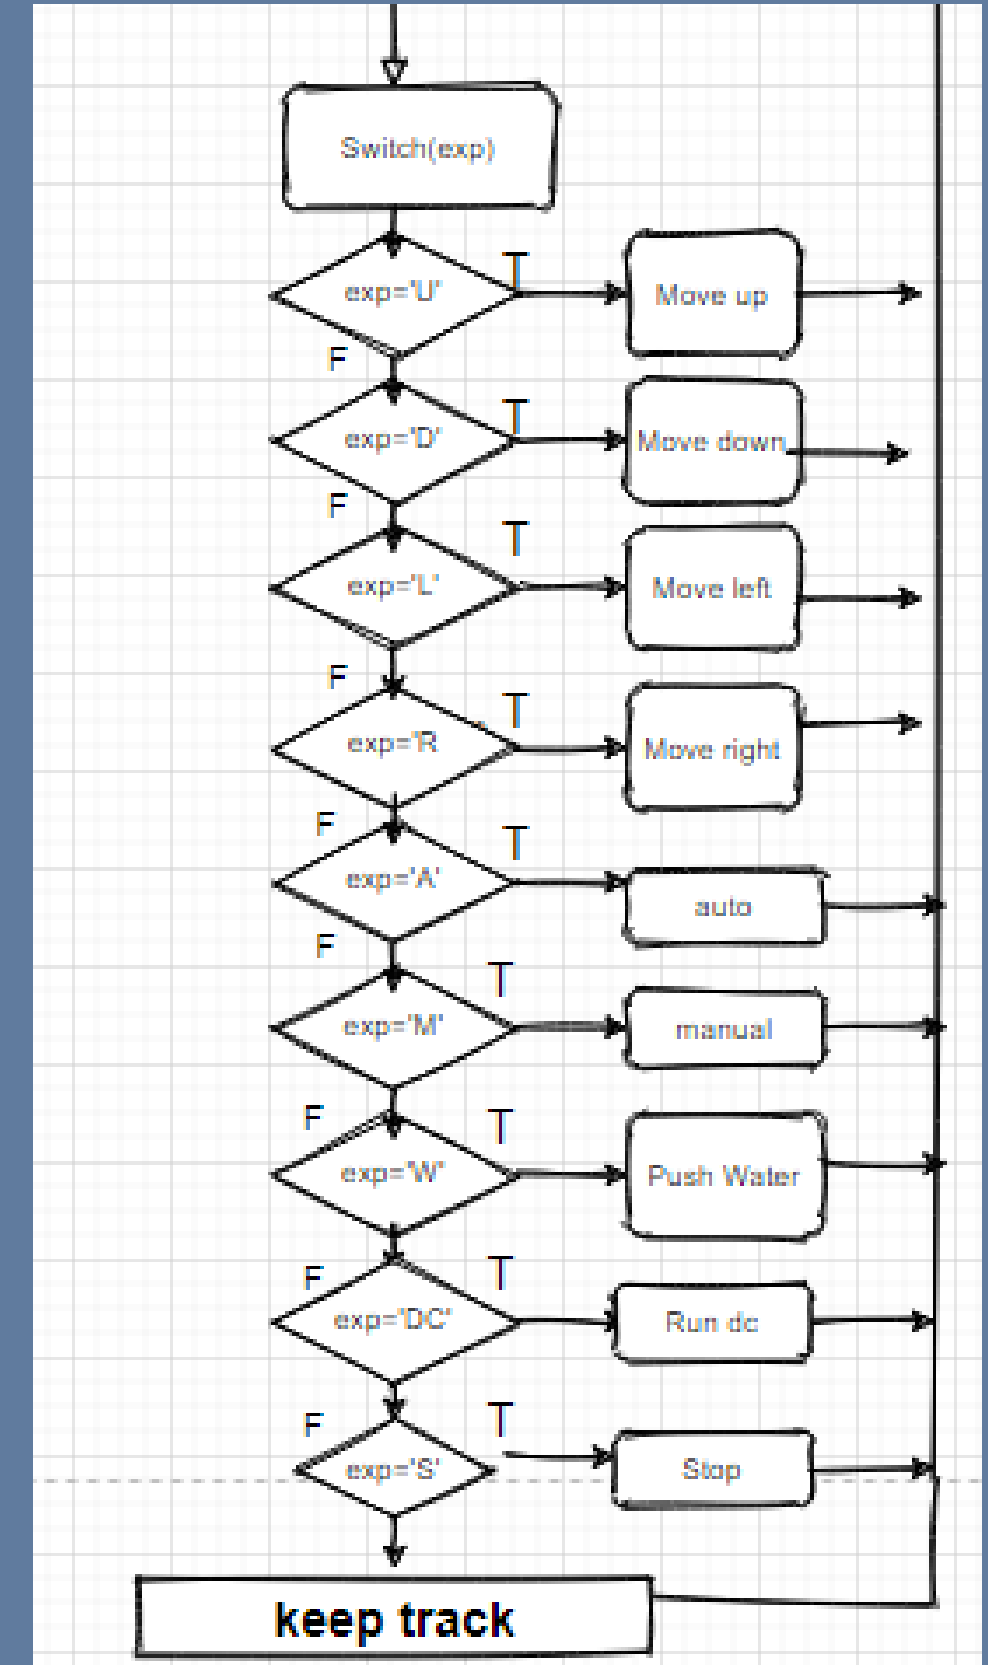 Switch(exp)
exp='U'
T
Move up
F
exp='D'
T
Move down
F
exp='L'
T
Move left
F
exp='R
T
Move right
F
exp='A'
T
auto
F
exp='M'
T
manual
F
exp='W'
T
Push Water
F
exp='DC'
T
Run dc
F
exp='S'
T
Stop
keep track